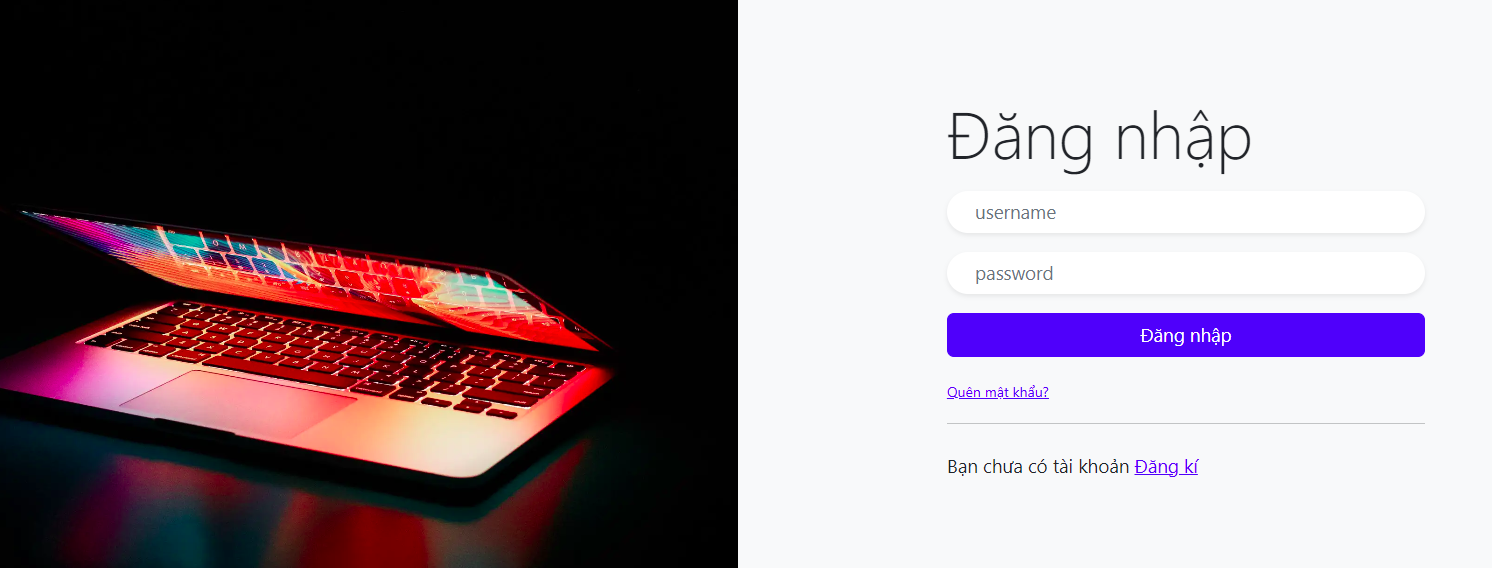 Đăng nhập
username
password
Đăng nhập
Quên mật khẩu?
Bạn chưa có tài khoản Đăng kí